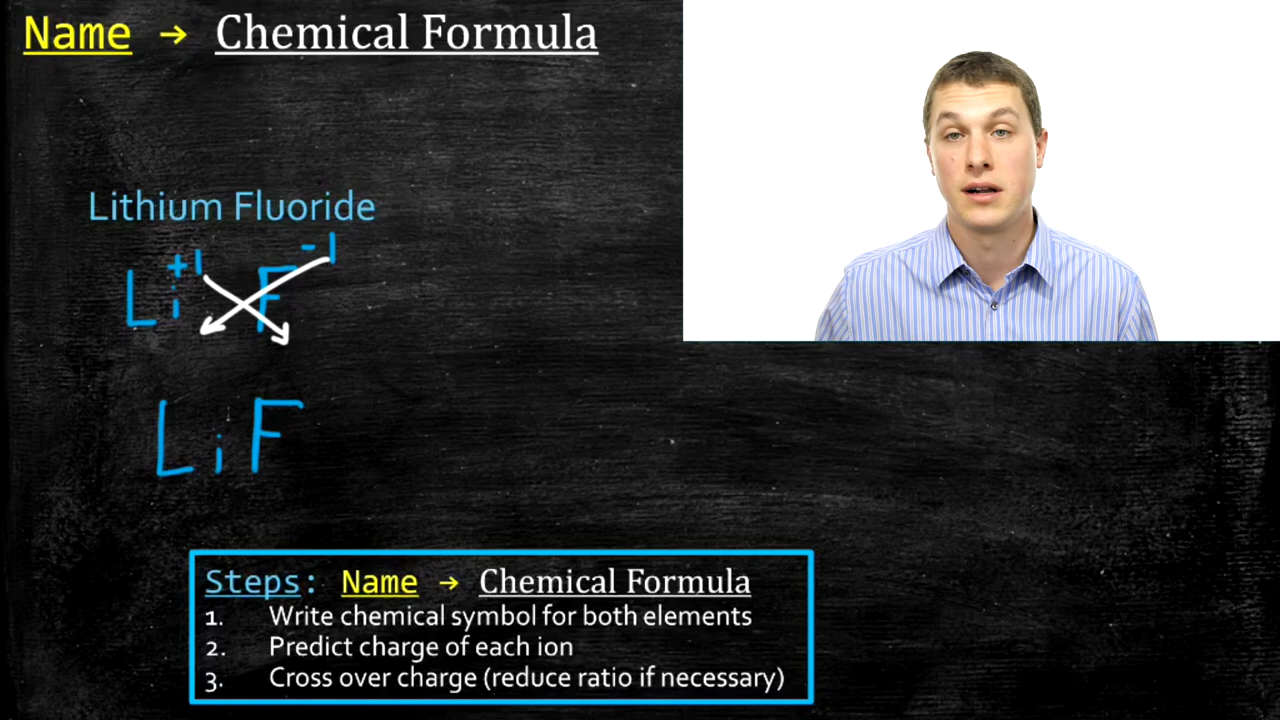 Name → Chemical Formula
Lithium Fluoride
Li+1 F-1
LiF
Steps: Name → Chemical Formula
1. Write chemical symbol for both elements
2. Predict charge of each ion
3. Cross over charge (reduce ratio if necessary)